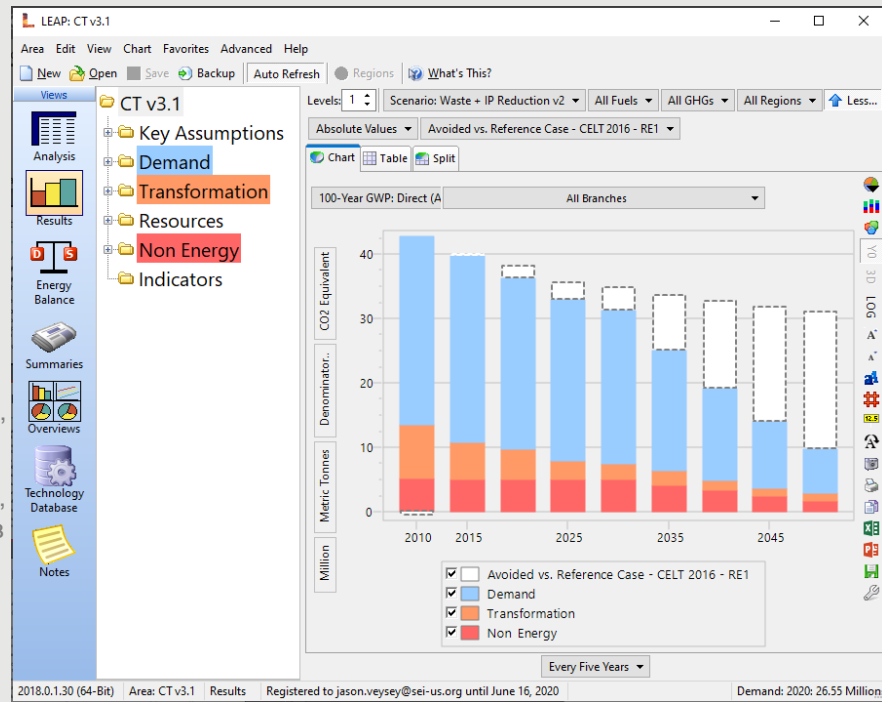 LEAP: CT v3.1
Area Edit View Chart Favorites Advanced Help
New Open Save Backup Auto Refresh Regions What's This?
Views
Analysis
Results
Energy Balance
Summaries
Overviews
Technology Database
Notes
CT v3.1
Key Assumptions
Demand
Transformation
Resources
Non Energy
Indicators
Levels: 1 Scenario: Waste + IP Reduction v2 All Fuels All GHGs All Regions Less...
Absolute Values Avoided vs. Reference Case - CELT 2016 - RE1
Chart Table Split
100-Year GWP: Direct (A All Branches
CO2 Equivalent
Denominator..
Metric Tonnes
Million
40
30
20
10
0
2010 2015 2025 2035 2045
Avoided vs. Reference Case - CELT 2016 - RE1
Demand
Transformation
Non Energy
Every Five Years
Y0
3D
LOG
A
A
a
12.5
2018.0.1.30 (64-Bit) Area: CT v3.1 Results Registered to jason.veysey@sei-us.org until June 16, 2020 Demand: 2020: 26.55 Million